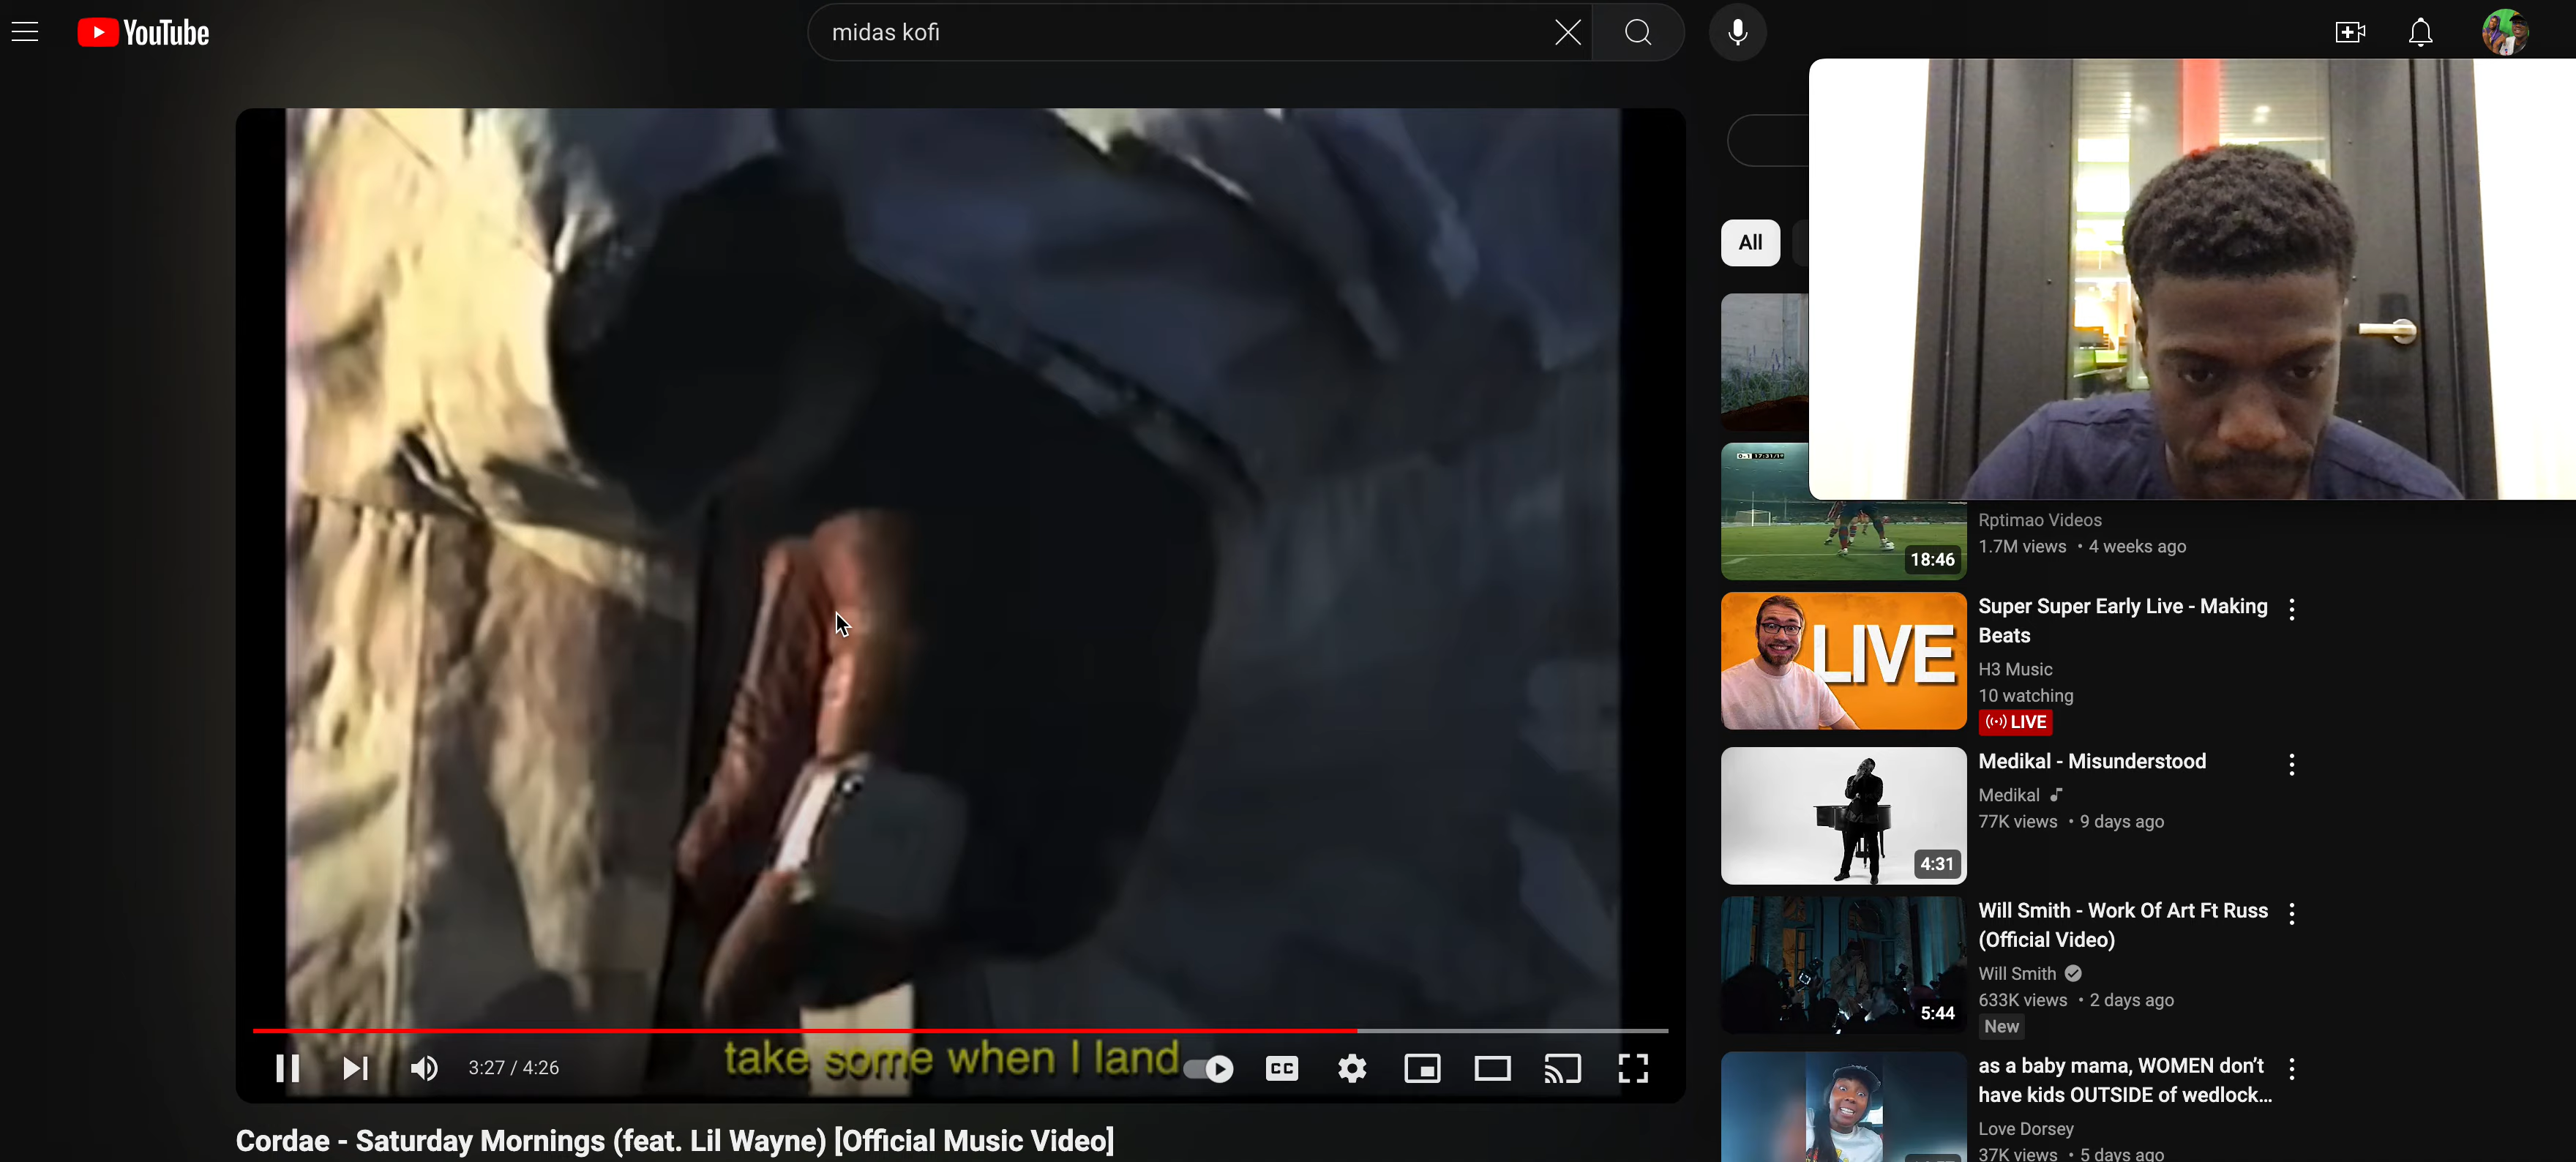 YouTube
midas kofi
All
18:46
Rptimao Videos
1.7M views • 4 weeks ago
LIVE
Super Super Early Live - Making
Beats
H3 Music
10 watching
LIVE
4:31
Medikal - Misunderstood
Medikal
77K views • 9 days ago
5:44
Will Smith - Work Of Art Ft Russ
(Official Video)
Will Smith
633K views • 2 days ago
New
as a baby mama, WOMEN don’t
have kids OUTSIDE of wedlock...
Love Dorsey
37K views • 5 days ago
take some when I land
3:27 / 4:26
CC
Cordae - Saturday Mornings (feat. Lil Wayne) [Official Music Video]